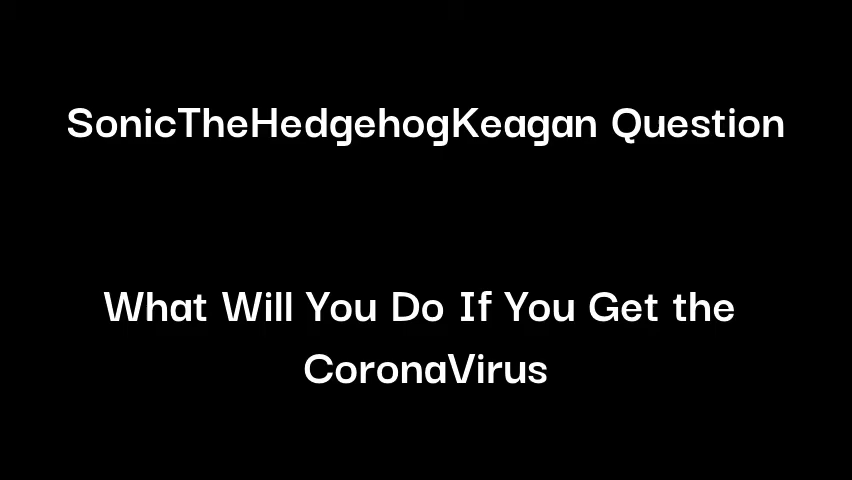 SonicTheHedgehogKeagan Question
What Will You Do If You Get the
CoronaVirus